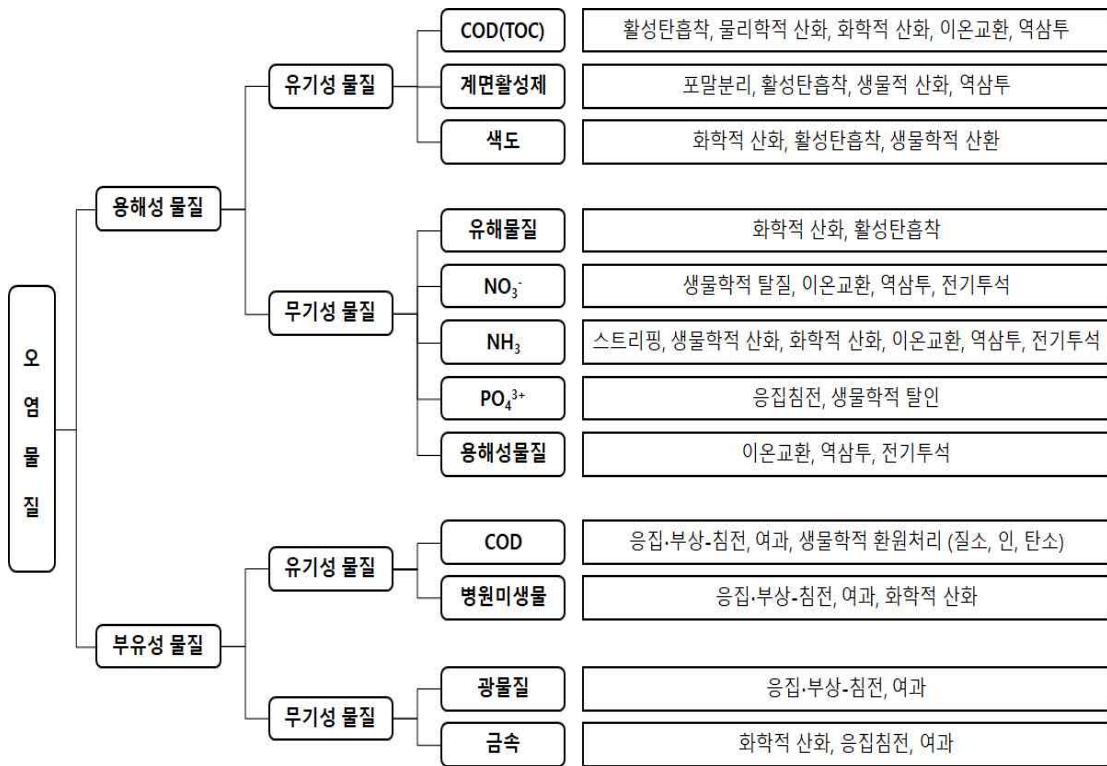 오염물질
용해성 물질
유기성 물질
COD(TOC)
활성탄흡착, 물리학적 산화, 화학적 산화, 이온교환, 역삼투
계면활성제
포말분리, 활성탄흡착, 생물적 산화, 역삼투
색도
화학적 산화, 활성탄흡착, 생물학적 산환
무기성 물질
유해물질
화학적 산화, 활성탄흡착
NO₃⁻
생물학적 탈질, 이온교환, 역삼투, 전기투석
NH₃
스트리핑, 생물학적 산화, 화학적 산화, 이온교환, 역삼투, 전기투석
PO₄³⁺
응집침전, 생물학적 탈인
용해성물질
이온교환, 역삼투, 전기투석
부유성 물질
유기성 물질
COD
응집·부상-침전, 여과, 생물학적 환원처리 (질소, 인, 탄소)
병원미생물
응집·부상-침전, 여과, 화학적 산화
무기성 물질
광물질
응집·부상-침전, 여과
금속
화학적 산화, 응집침전, 여과